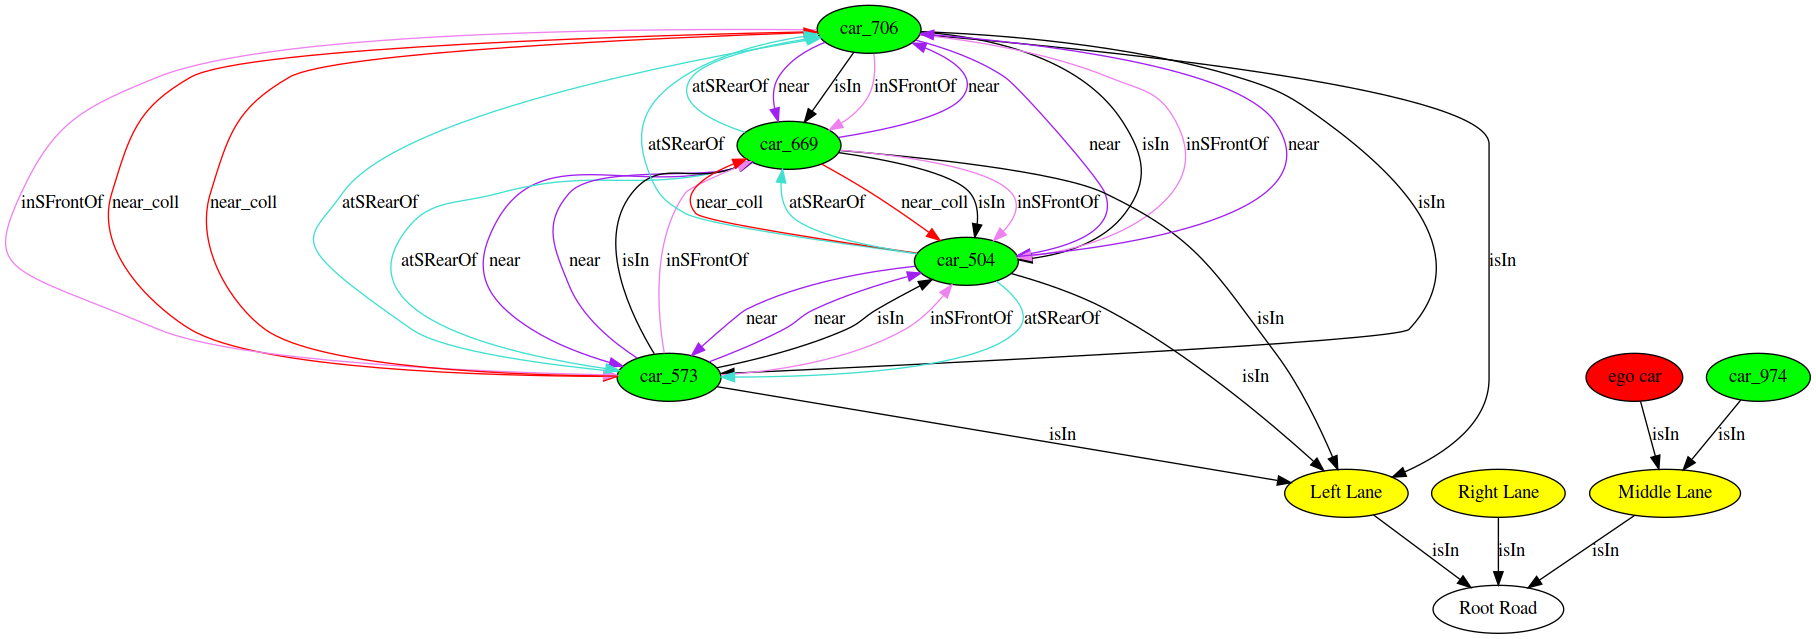 car_706
atSRearOf near isIn inSFrontOf near
car_669
atSRearOf near isIn inSFrontOf near
inSFrontOf near_coll near_coll atSRearOf near_coll atSRearOf near_coll isIn inSFrontOf isIn
atSRearOf near near isIn inSFrontOf car_504 isIn
near near isIn inSFrontOf atSRearOf isIn
car_573 isIn ego car car_974
isIn isIn isIn
Left Lane Right Lane Middle Lane
isIn isIn isIn
Root Road